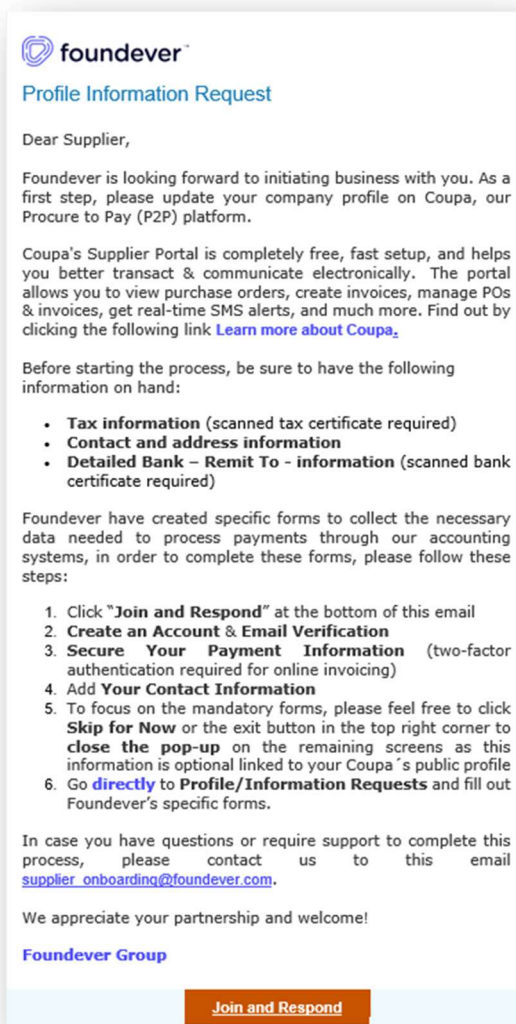 foundever™
Profile Information Request
Dear Supplier,
Foundever is looking forward to initiating business with you. As a
first step, please update your company profile on Coupa, our
Procure to Pay (P2P) platform.
Coupa's Supplier Portal is completely free, fast setup, and helps
you better transact & communicate electronically. The portal
allows you to view purchase orders, create invoices, manage POs
& invoices, get real-time SMS alerts, and much more. Find out by
clicking the following link Learn more about Coupa.
Before starting the process, be sure to have the following
information on hand:
• Tax information (scanned tax certificate required)
• Contact and address information
• Detailed Bank – Remit To - information (scanned bank
certificate required)
Foundever have created specific forms to collect the necessary
data needed to process payments through our accounting
systems, in order to complete these forms, please follow these
steps:
1. Click “Join and Respond” at the bottom of this email
2. Create an Account & Email Verification
3. Secure Your Payment Information (two-factor
authentication required for online invoicing)
4. Add Your Contact Information
5. To focus on the mandatory forms, please feel free to click
Skip for Now or the exit button in the top right corner to
close the pop-up on the remaining screens as this
information is optional linked to your Coupa´s public profile
6. Go directly to Profile/Information Requests and fill out
Foundever’s specific forms.
In case you have questions or require support to complete this
process, please contact us to this email
supplier_onboarding@foundever.com.
We appreciate your partnership and welcome!
Foundever Group
Join and Respond